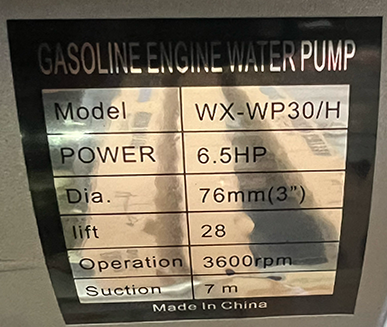 GASOLINE ENGINE WATER PUMP
Model WX-WP30/H
POWER 6.5HP
Dia. 76mm(3")
lift 28
Operation 3600rpm
Suction 7 m
Made In China